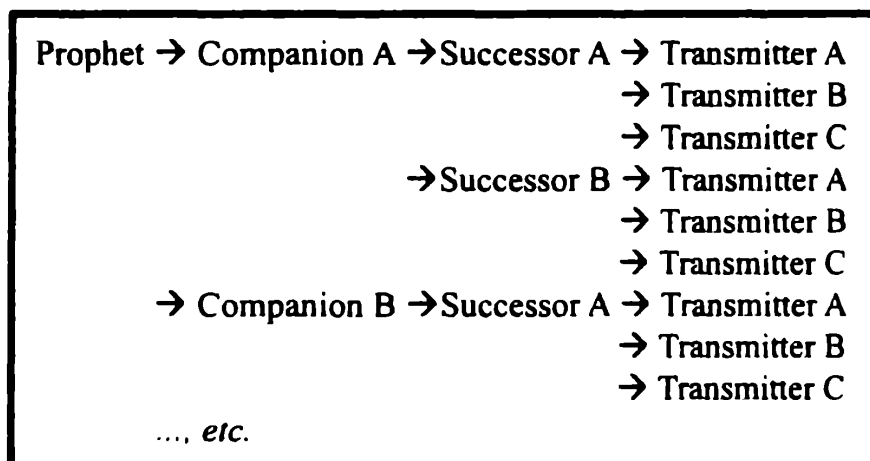 Prophet → Companion A →Successor A → Transmitter A
→ Transmitter B
→ Transmitter C
→Successor B → Transmitter A
→ Transmitter B
→ Transmitter C
→ Companion B →Successor A → Transmitter A
→ Transmitter B
→ Transmitter C
..., etc.